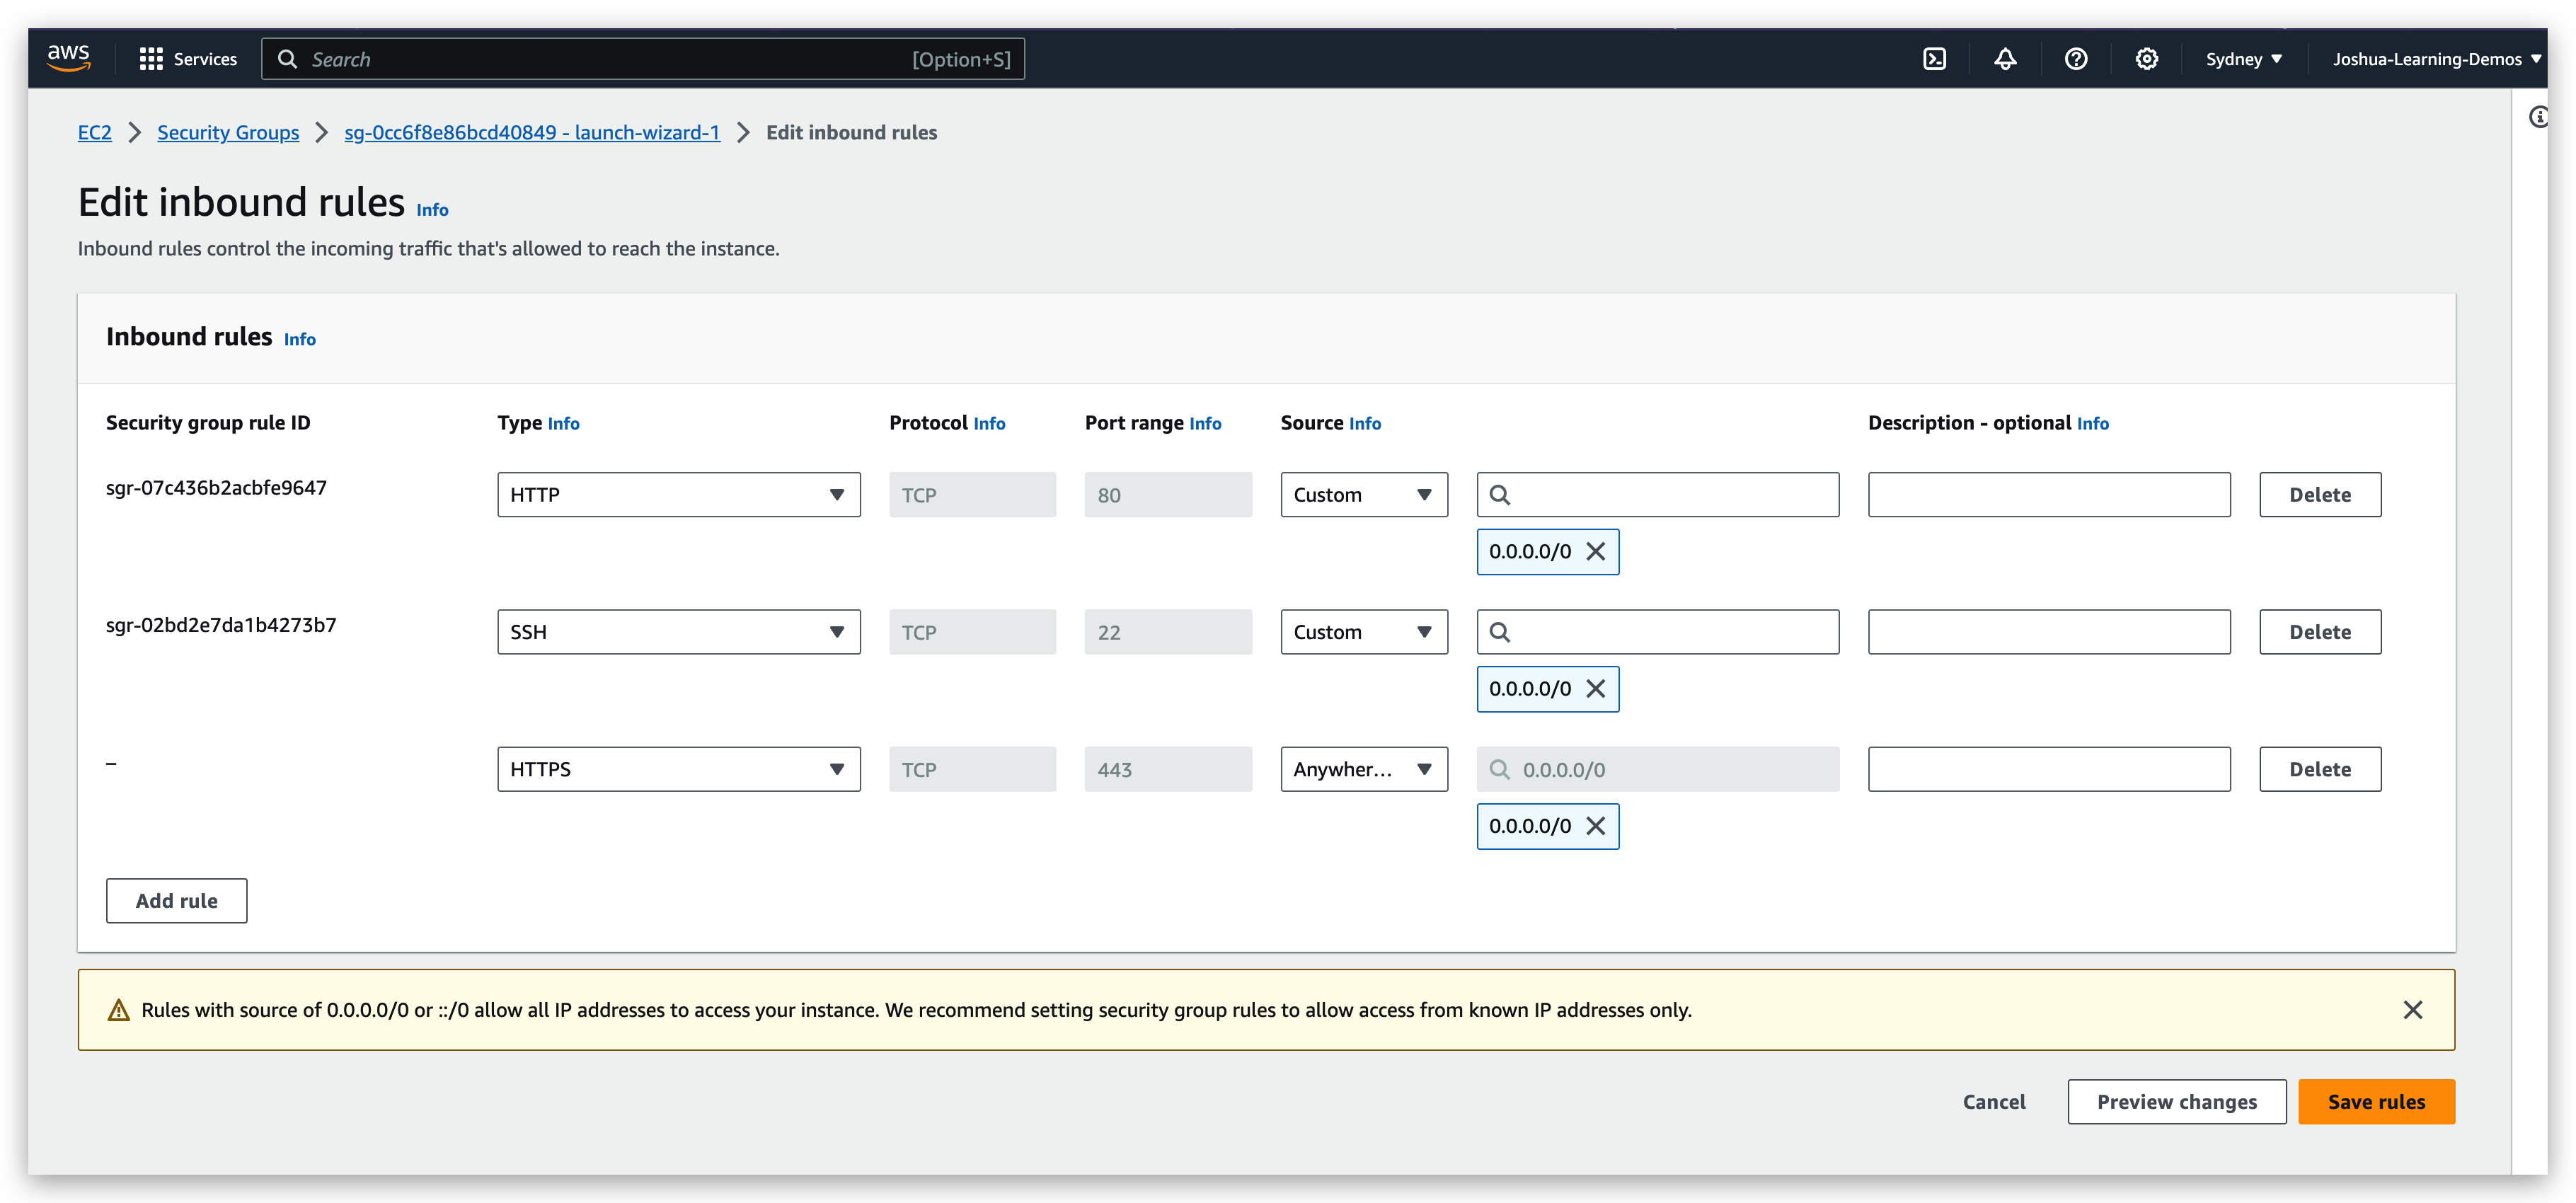 aws
Services
Search [Option+S]
Sydney
Joshua-Learning-Demos
EC2 > Security Groups > sg-0cc6f8e86bcd40849 - launch-wizard-1 > Edit inbound rules
Edit inbound rules Info
Inbound rules control the incoming traffic that's allowed to reach the instance.
Inbound rules Info
Security group rule ID Type Info Protocol Info Port range Info Source Info Description - optional Info
sgr-07c436b2acbfe9647 HTTP TCP 80 Custom Delete
0.0.0.0/0
sgr-02bd2e7da1b4273b7 SSH TCP 22 Custom Delete
0.0.0.0/0
– HTTPS TCP 443 Anywher... 0.0.0.0/0 Delete
0.0.0.0/0
Add rule
Rules with source of 0.0.0.0/0 or ::/0 allow all IP addresses to access your instance. We recommend setting security group rules to allow access from known IP addresses only.
Cancel Preview changes Save rules